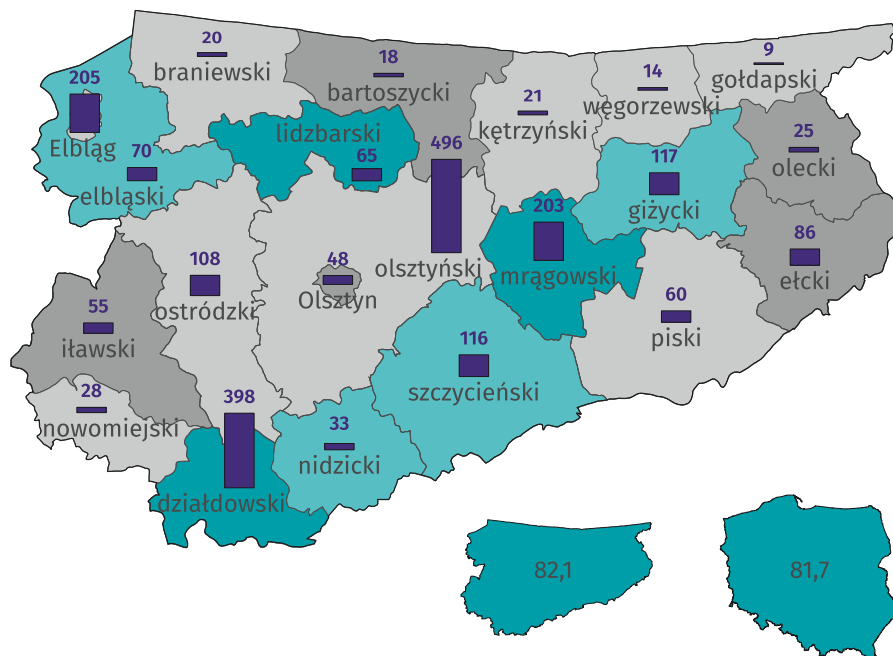 20
braniewski
18
bartoszycki
9
gołdapski
14
węgorzewski
21
kętrzyński
205
Elbląg
70
elbląski
lidzbarski
65
496
olsztyński
117
giżycki
25
olecki
203
mrągowski
86
ełcki
108
ostródzki
48
Olsztyn
60
piski
55
iławski
116
szczycieński
28
nowomiejski
398
działdowski
33
nidzicki
82,1
81,7